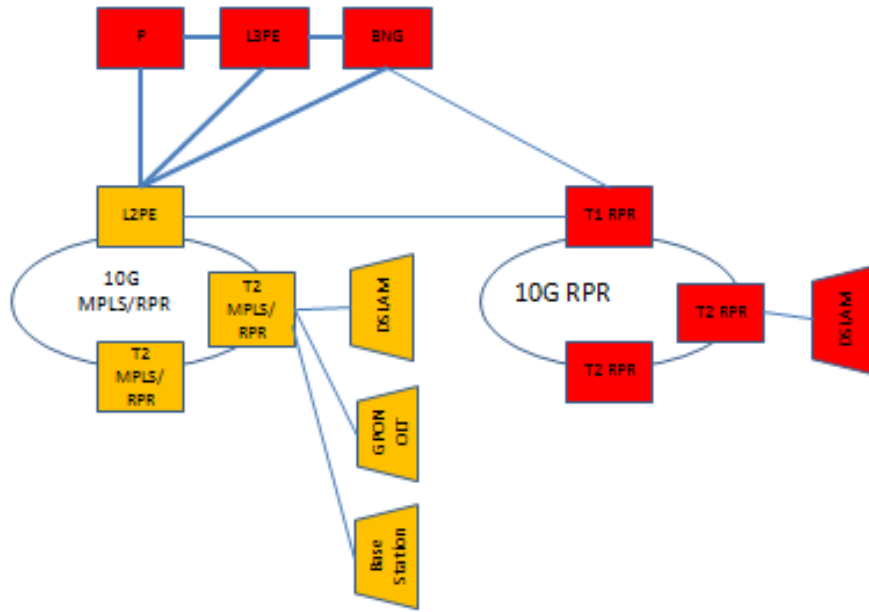 P
L3PE
BNG
L2PE
T1 RPR
10G
MPLS/RPR
T2
MPLS/
RPR
DSLAM
10G RPR
T2 RPR
DSLAM
T2
MPLS/
RPR
T2 RPR
GPON
OLT
Base
Station